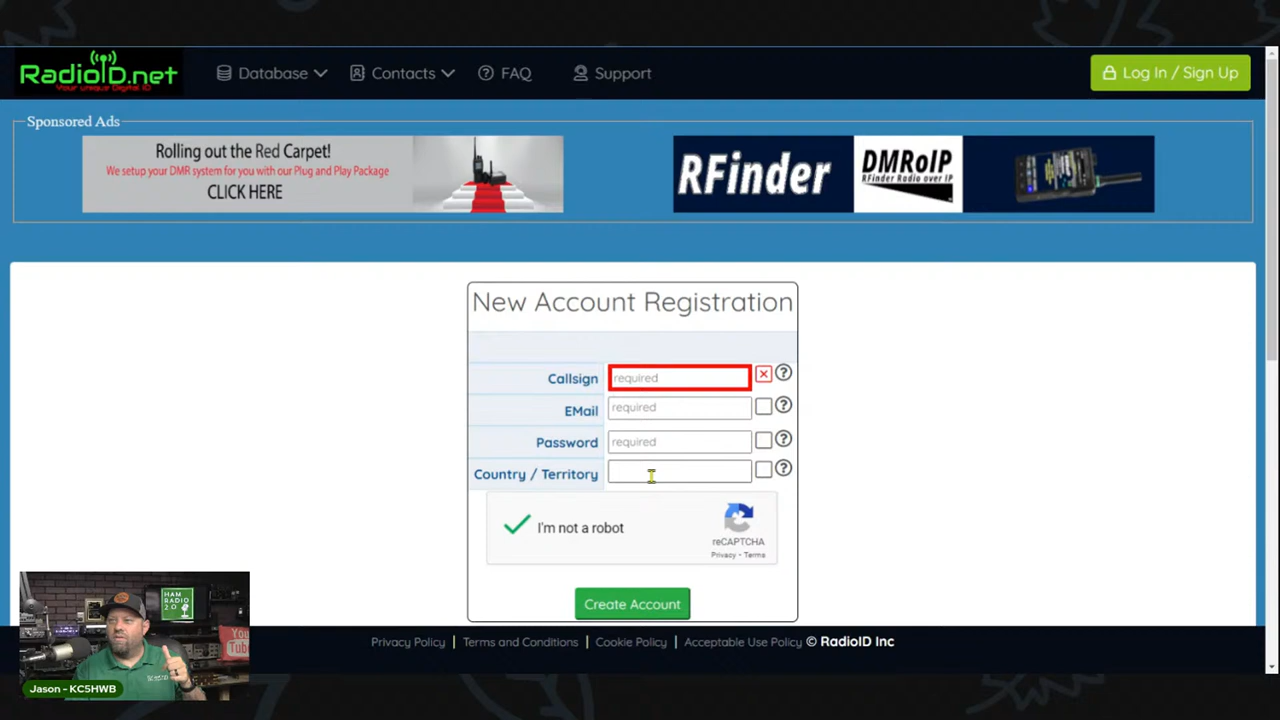 RadioID.net
Your unique Digital ID
Database
Contacts
FAQ
Support
Log In / Sign Up
Sponsored Ads
Rolling out the Red Carpet!
We setup your DMR system for you with our Plug and Play Package
CLICK HERE
RFinder
DMRoIP
RFinder Radio over IP
New Account Registration
Callsign
required
EMail
required
Password
required
Country / Territory
I'm not a robot
reCAPTCHA
Privacy - Terms
Create Account
Privacy Policy | Terms and Conditions | Cookie Policy | Acceptable Use Policy © RadioID Inc
HAM
RADIO
2.0
You
Tube
KC5HWB
Jason - KC5HWB